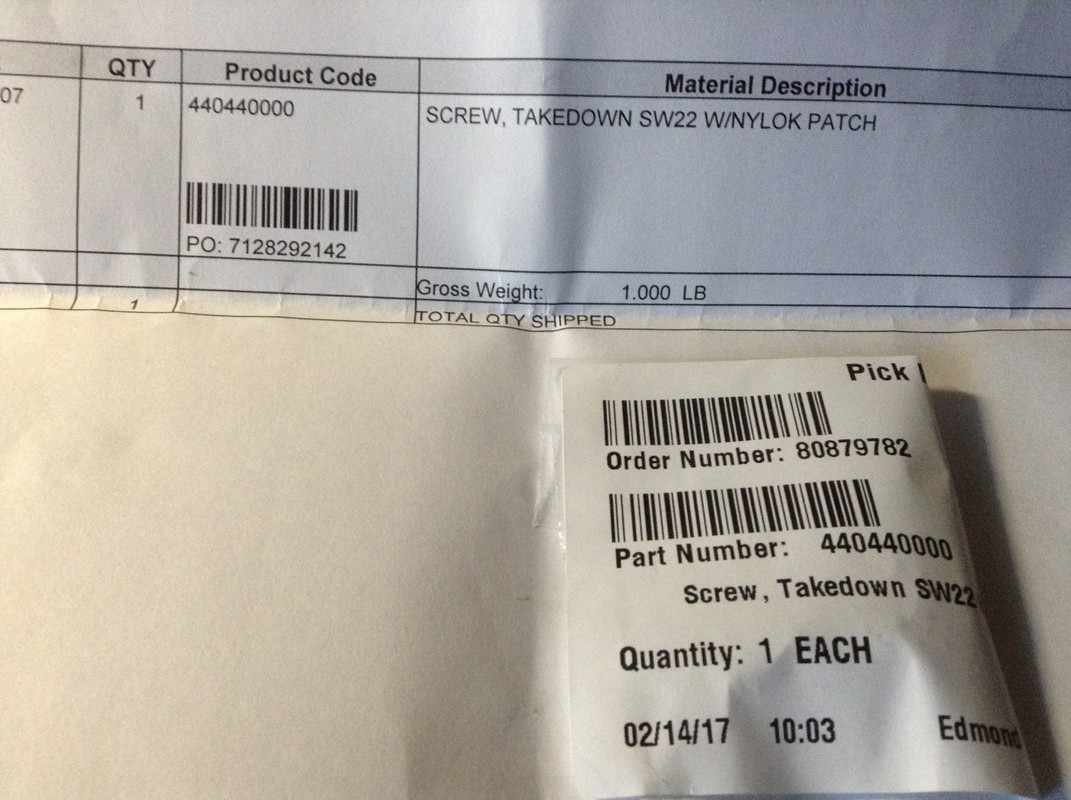 QTY Product Code Material Description
07 1 440440000 SCREW, TAKEDOWN SW22 W/NYLOK PATCH
PO: 7128292142
Gross Weight: 1.000 LB
1 TOTAL QTY SHIPPED
Pick
Order Number: 80879782
Part Number: 440440000
Screw, Takedown SW22
Quantity: 1 EACH
02/14/17 10:03 Edmond